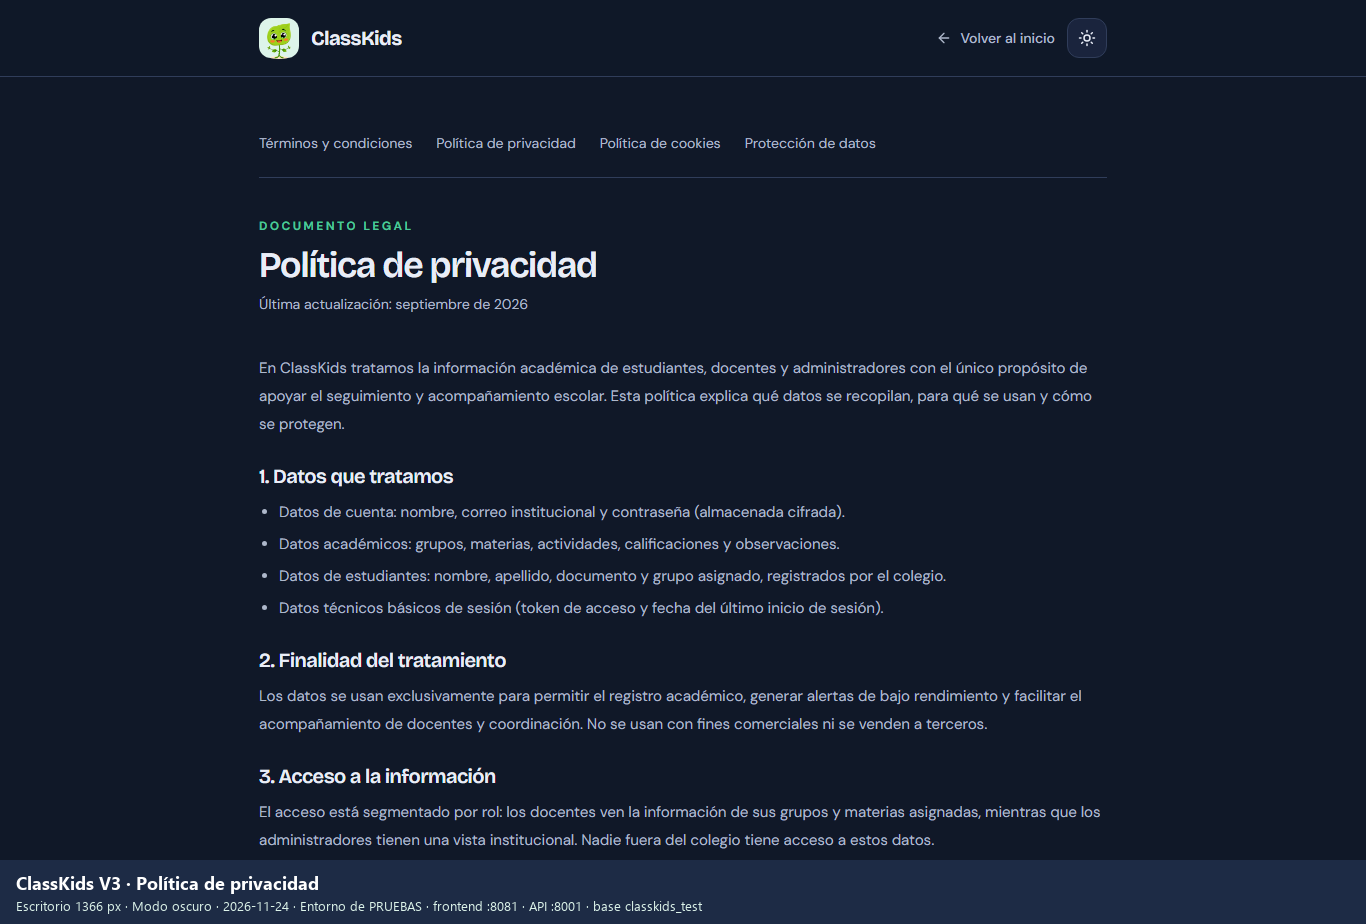 ClassKids
Volver al inicio
Términos y condiciones Política de privacidad Política de cookies Protección de datos
DOCUMENTO LEGAL
Política de privacidad
Última actualización: septiembre de 2026
En ClassKids tratamos la información académica de estudiantes, docentes y administradores con el único propósito de
apoyar el seguimiento y acompañamiento escolar. Esta política explica qué datos se recopilan, para qué se usan y cómo
se protegen.
1. Datos que tratamos
• Datos de cuenta: nombre, correo institucional y contraseña (almacenada cifrada).
• Datos académicos: grupos, materias, actividades, calificaciones y observaciones.
• Datos de estudiantes: nombre, apellido, documento y grupo asignado, registrados por el colegio.
• Datos técnicos básicos de sesión (token de acceso y fecha del último inicio de sesión).
2. Finalidad del tratamiento
Los datos se usan exclusivamente para permitir el registro académico, generar alertas de bajo rendimiento y facilitar el
acompañamiento de docentes y coordinación. No se usan con fines comerciales ni se venden a terceros.
3. Acceso a la información
El acceso está segmentado por rol: los docentes ven la información de sus grupos y materias asignadas, mientras que los
administradores tienen una vista institucional. Nadie fuera del colegio tiene acceso a estos datos.
ClassKids V3 · Política de privacidad
Escritorio 1366 px · Modo oscuro · 2026-11-24 · Entorno de PRUEBAS · frontend :8081 · API :8001 · base classkids_test